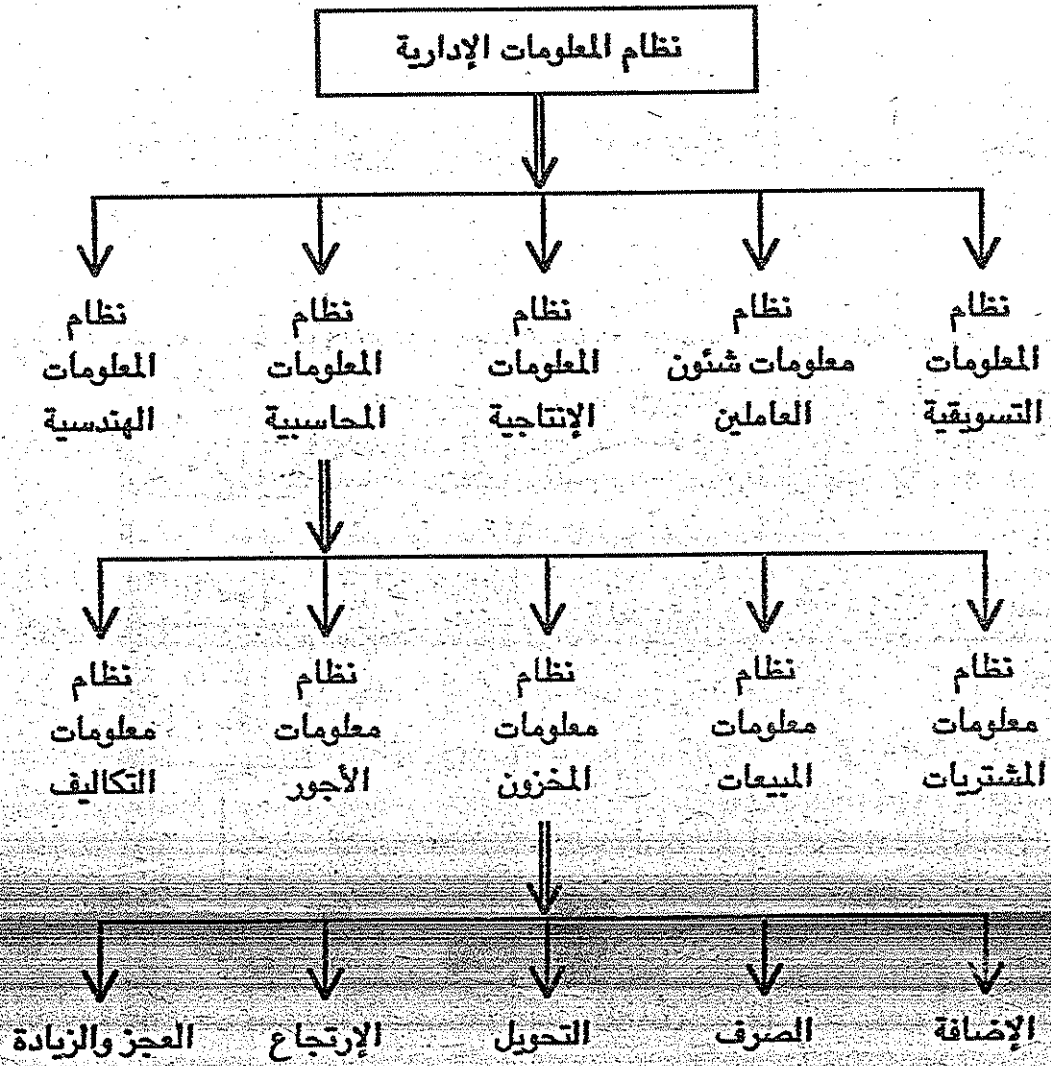 نظام المعلومات الإدارية
نظام
المعلومات
التسويقية
نظام
معلومات شئون
العاملين
نظام
المعلومات
الإنتاجية
نظام
المعلومات
المحاسبية
نظام
المعلومات
الهندسية
نظام
معلومات
المشتريات
نظام
معلومات
المبيعات
نظام
معلومات
المخزون
نظام
معلومات
الأجور
نظام
معلومات
التكاليف
الإضافة
الصرف
التحويل
الإرتجاع
العجز والزيادة